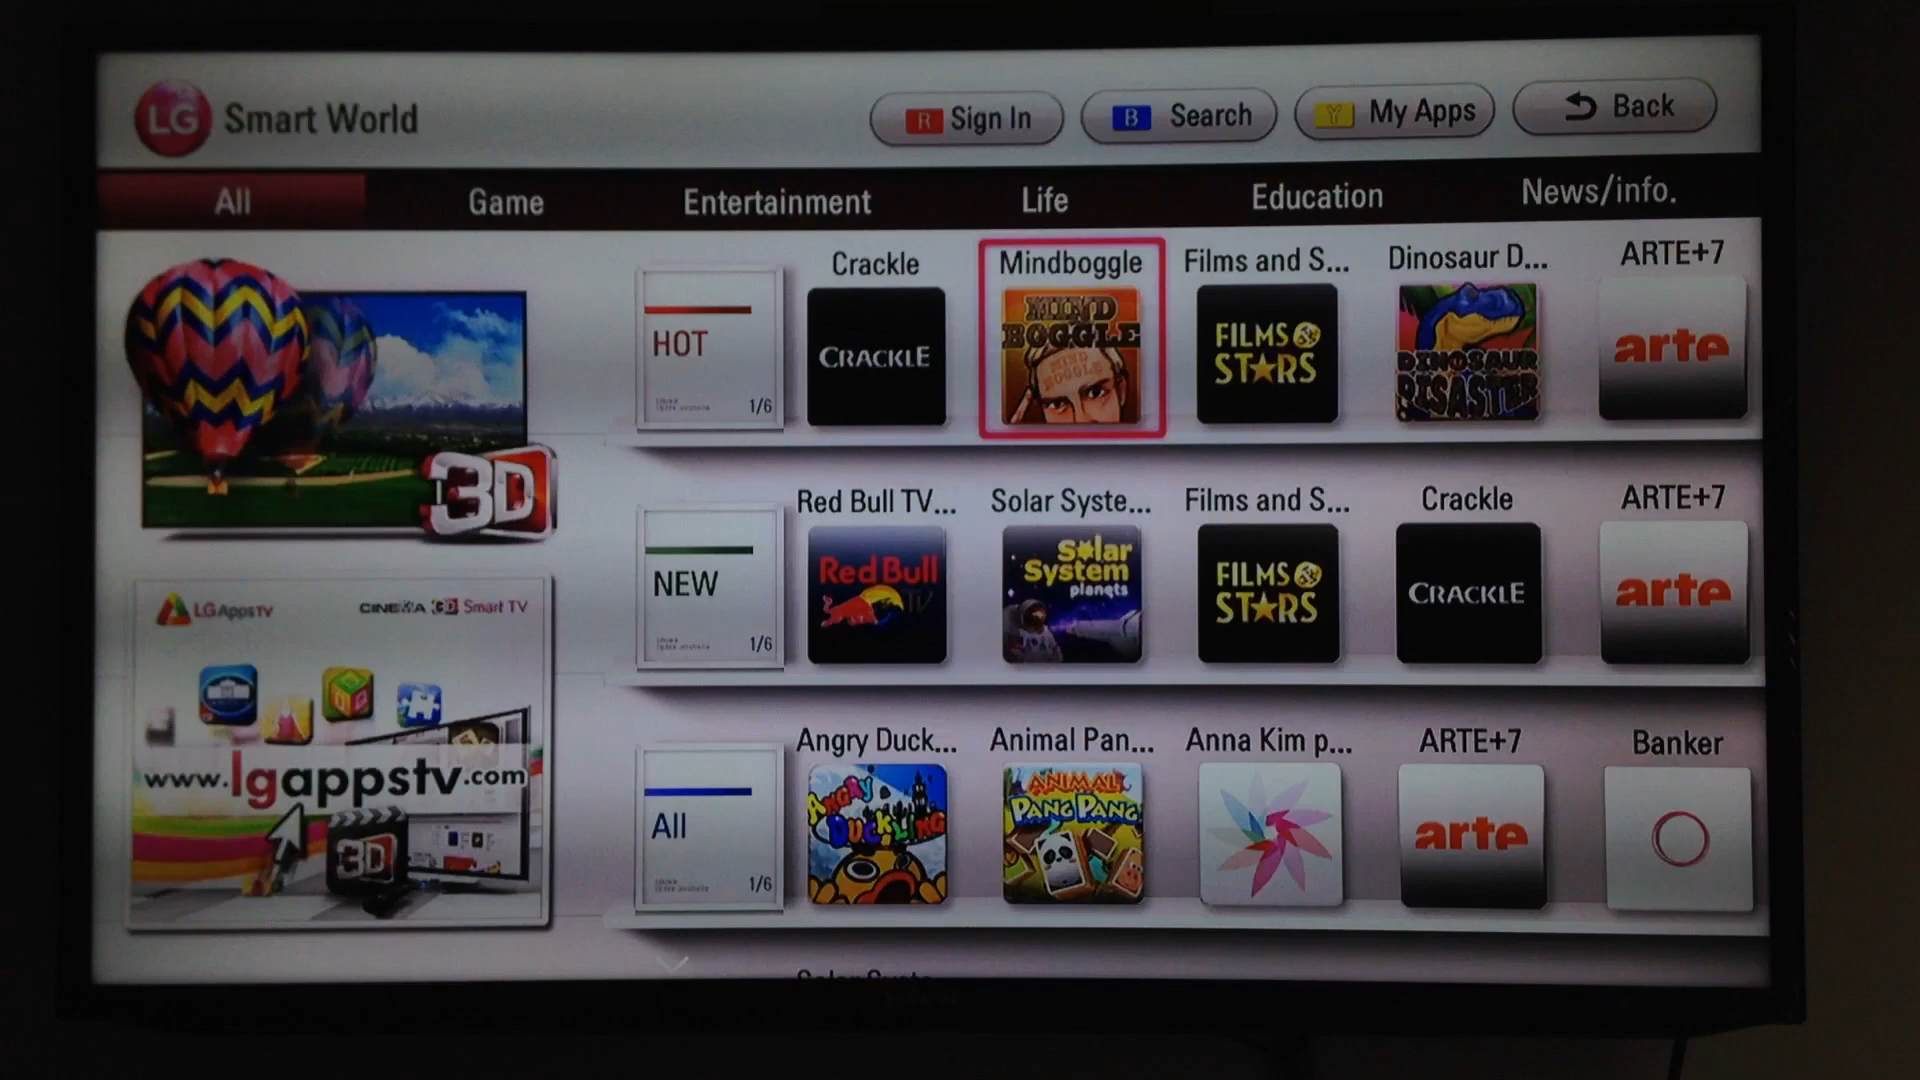 LG Smart World
R Sign In
B Search
Y My Apps
Back
All
Game
Entertainment
Life
Education
News/info.
HOT
1/6
Crackle
CRACKLE
Mindboggle
MIND
BOGGLE
MIND
BOGGLE
Films and S...
FILMS &
STARS
Dinosaur D...
DINOSAUR
DISASTER
ARTE+7
arte
3D
NEW
1/6
Red Bull TV...
Red Bull
TV
Solar Syste...
Solar
System
planets
Films and S...
FILMS &
STARS
Crackle
CRACKLE
ARTE+7
arte
LG Apps TV
CINEMA 3D Smart TV
www.lgappstv.com
3D
All
1/6
Angry Duck...
ANGRY
DUCKLING
Animal Pan...
ANIMAL
PANG PANG
Anna Kim p...
ARTE+7
arte
Banker